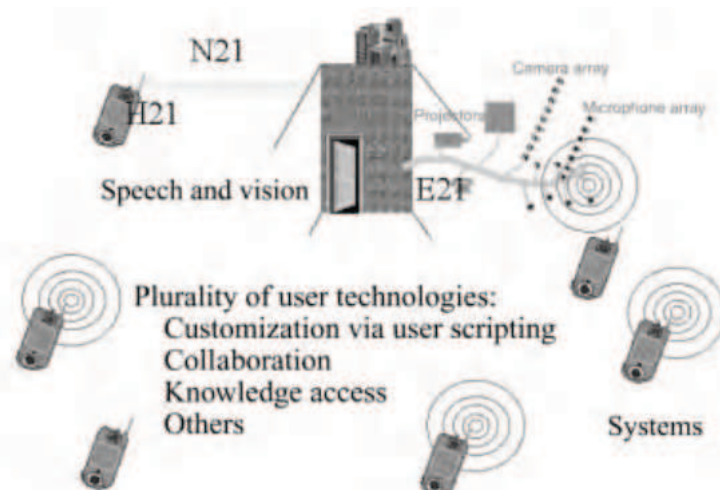 N21
Camera array
H21
Projectors
Microphone array
Speech and vision
E21
Plurality of user technologies:
Customization via user scripting
Collaboration
Knowledge access
Others
Systems